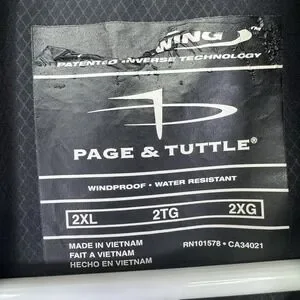 WING
PATENTED INVERSE TECHNOLOGY
PAGE & TUTTLE®
WINDPROOF • WATER RESISTANT
2XL 2TG 2XG
MADE IN VIETNAM RN101578 • CA34021
FAIT A VIETNAM
HECHO EN VIETNAM